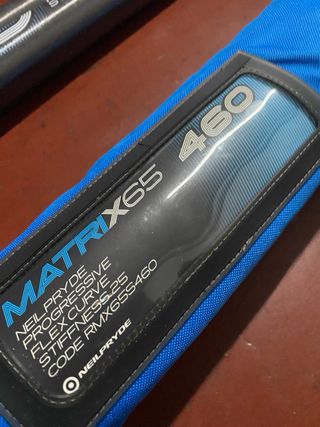 MATRIX65 460
NEILPRYDE
PROGRESSIVE
FLEX CURVE
STIFFNESS.25
CODE RMX65S460
NEILPRYDE